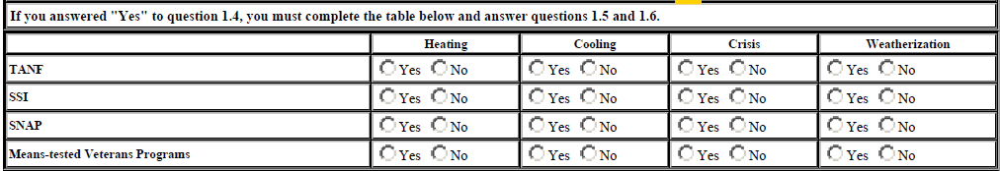 If you answered "Yes" to question 1.4, you must complete the table below and answer questions 1.5 and 1.6.
Heating Cooling Crisis Weatherization
TANF Yes No Yes No Yes No Yes No
SSI Yes No Yes No Yes No Yes No
SNAP Yes No Yes No Yes No Yes No
Means-tested Veterans Programs Yes No Yes No Yes No Yes No